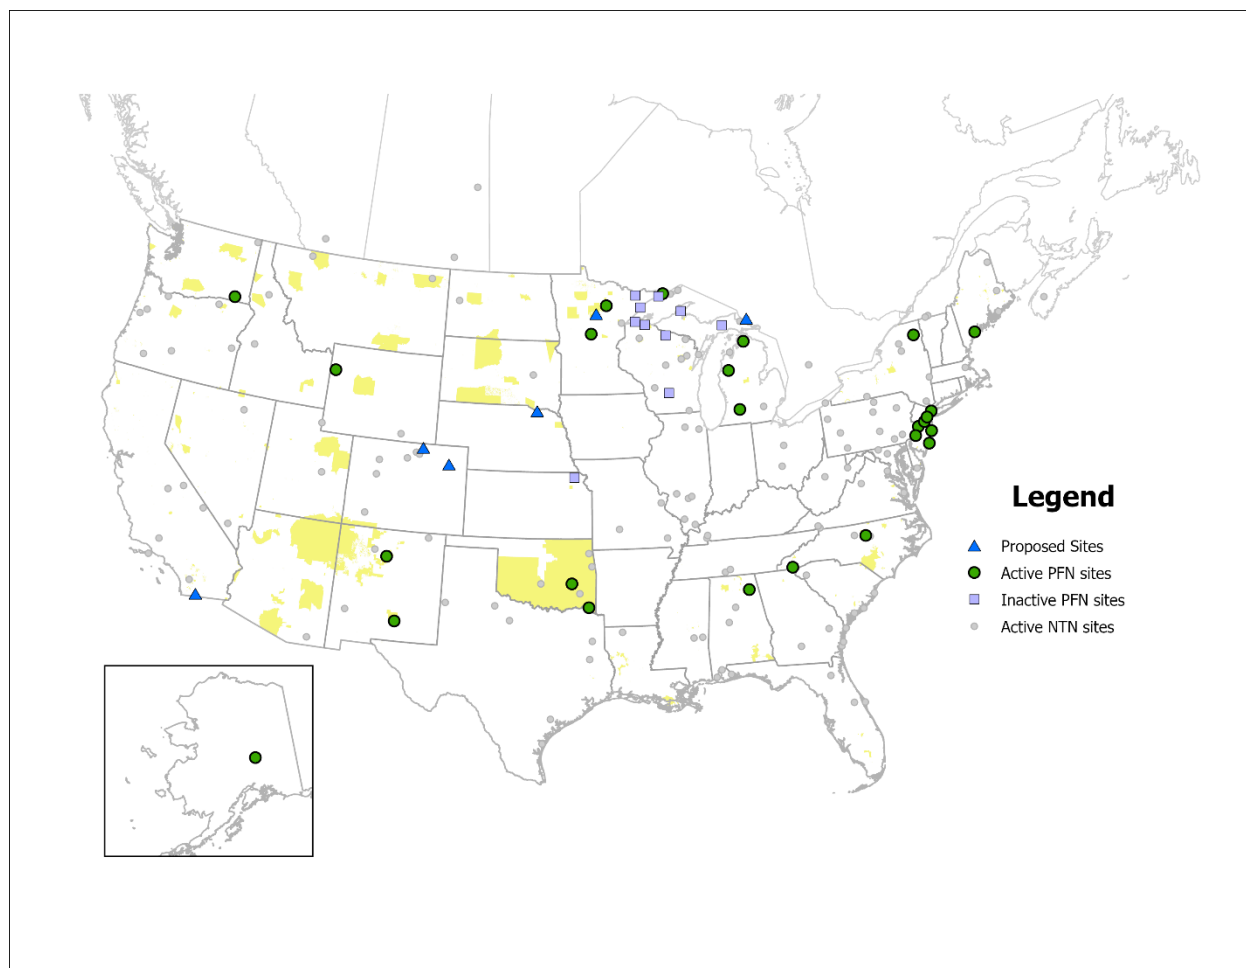 Legend
Proposed Sites
Active PFN sites
Inactive PFN sites
Active NTN sites